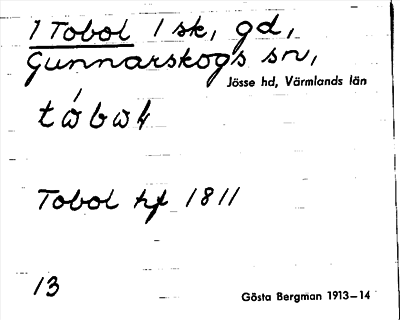 1 Tobol 1 sk, gd,
Gunnarskogs sn,
Jösse hd, Värmlands län
Tobol hf 1811
13
Gösta Bergman 1913–14